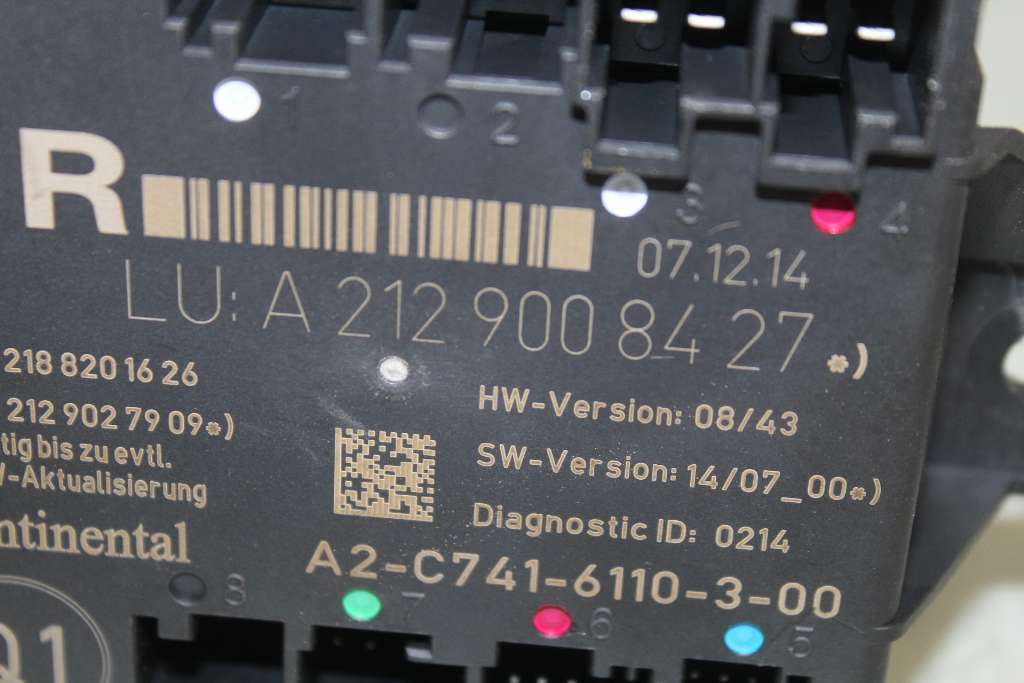 1 2
3 4
R
07.12.14
LU: A 212 900 84 27 *)
218 820 16 26
212 902 79 09*)
HW-Version: 08/43
tig bis zu evtl.
SW-Version: 14/07_00*)
-Aktualisierung
Diagnostic ID: 0214
ntinental
A2-C741-6110-3-00
8 7 6 5
Q1